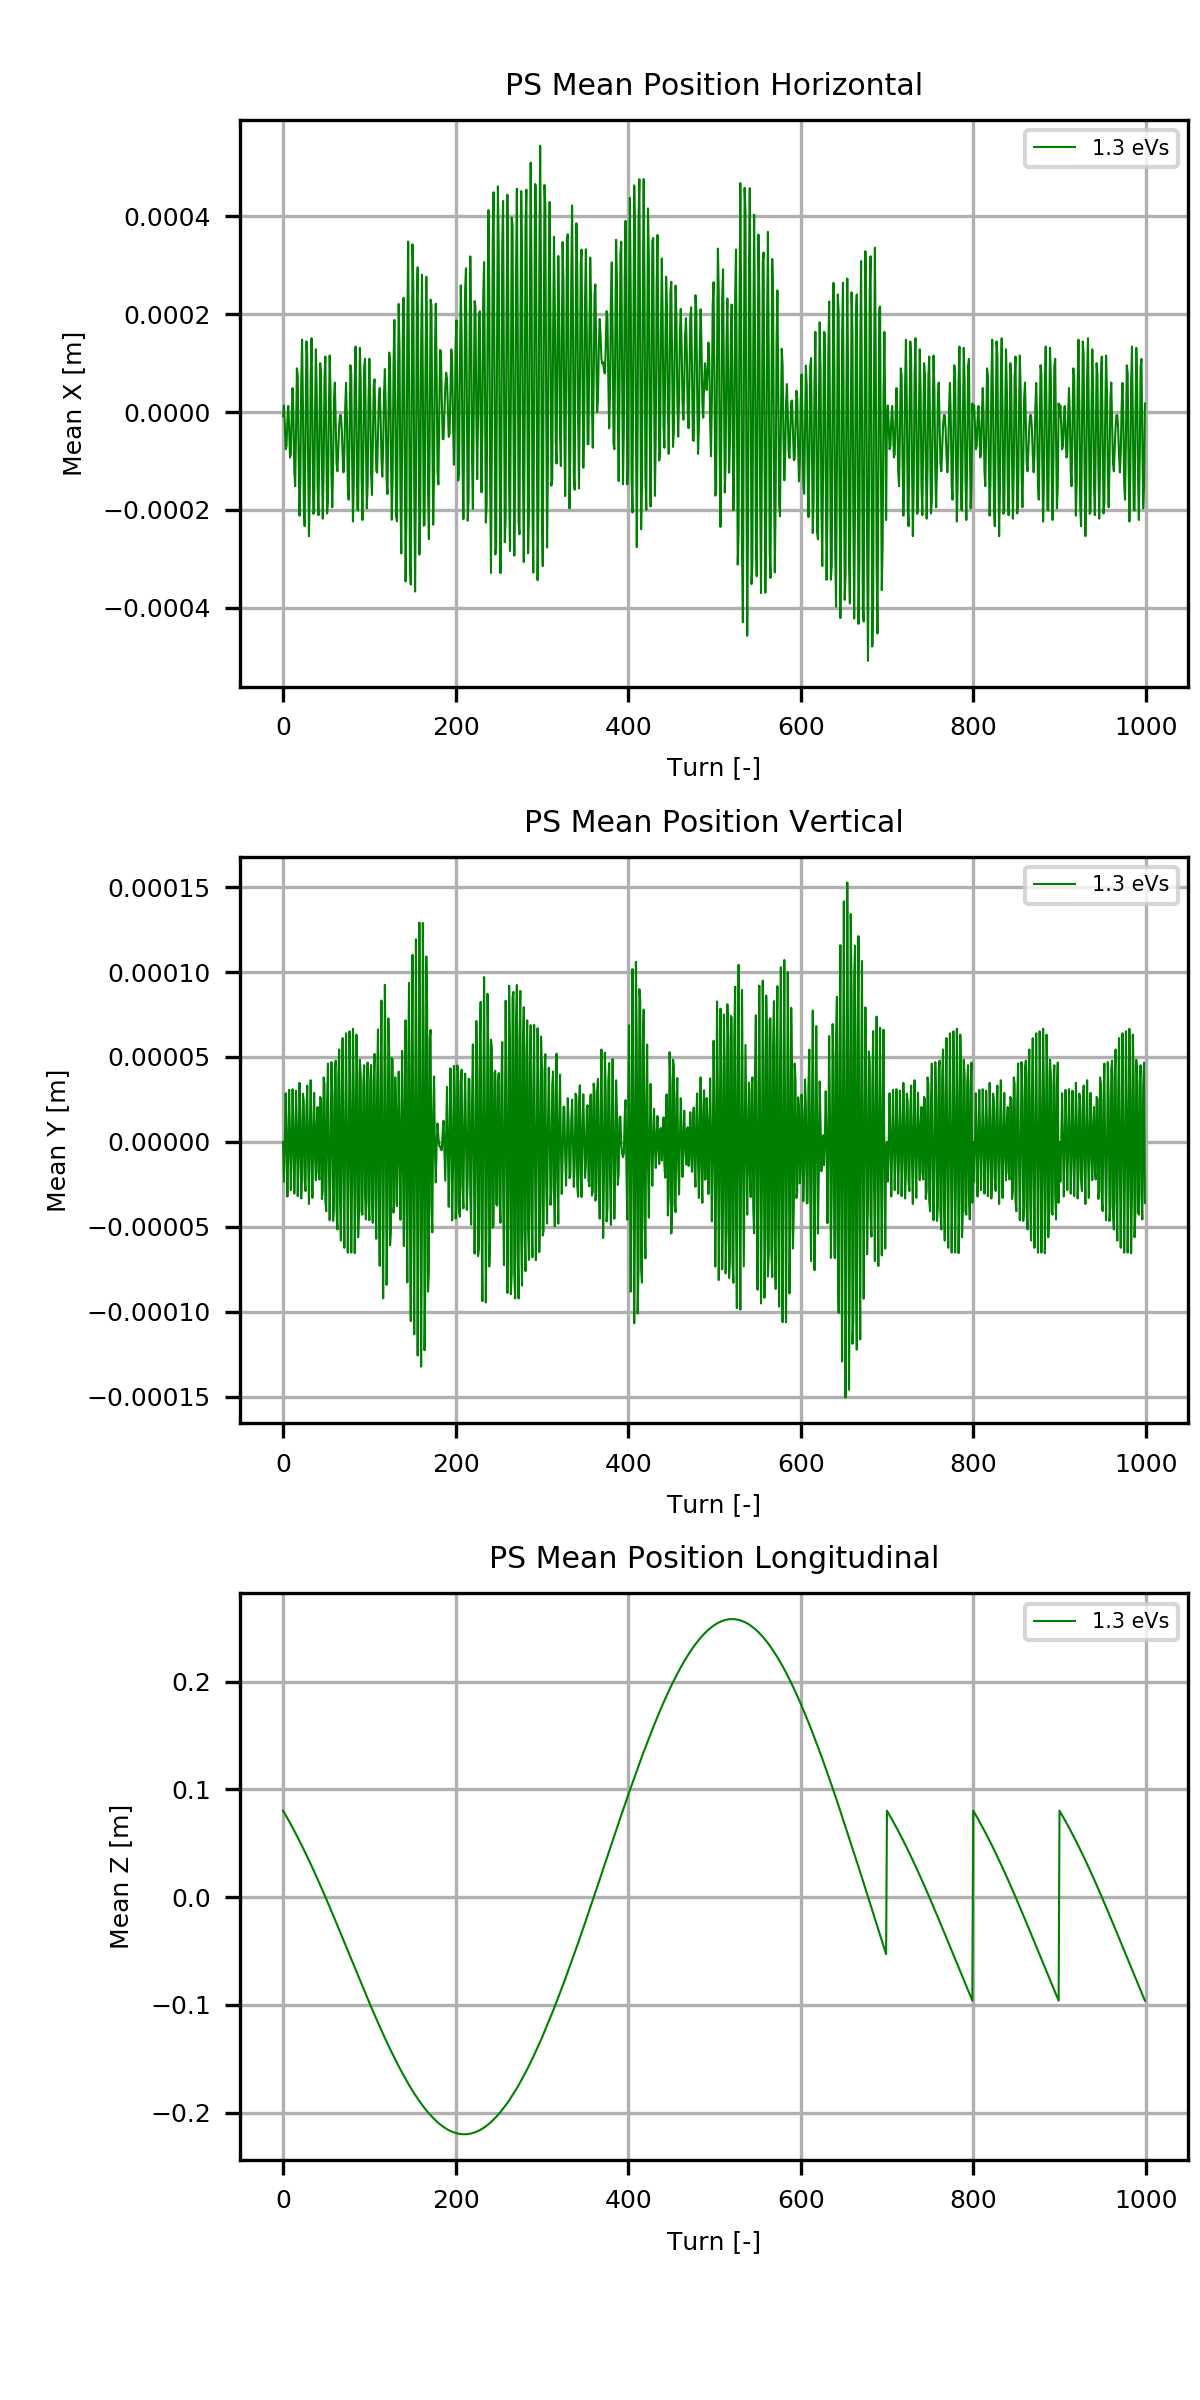 PS Mean Position Horizontal
1.3 eVs
0.0004
0.0002
0.0000
−0.0002
−0.0004
Mean X [m]
0 200 400 600 800 1000
Turn [-]
PS Mean Position Vertical
1.3 eVs
0.00015
0.00010
0.00005
0.00000
−0.00005
−0.00010
−0.00015
Mean Y [m]
0 200 400 600 800 1000
Turn [-]
PS Mean Position Longitudinal
1.3 eVs
0.2
0.1
0.0
−0.1
−0.2
Mean Z [m]
0 200 400 600 800 1000
Turn [-]